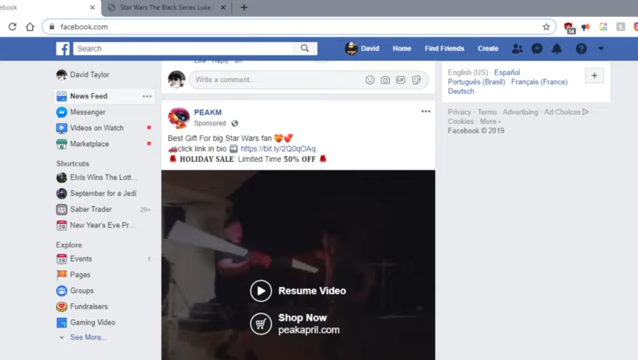 acebook
Star Wars The Black Series Luke
facebook.com
Search
David
Home
Find Friends
Create
David Taylor
News Feed
Messenger
Videos on Watch
Marketplace
Shortcuts
Elvis Wins The Lott...
September for a Jedi
Saber Trader
20+
New Year's Eve Pr...
Explore
Events
1
Pages
Groups
Fundraisers
Gaming Video
See More...
Write a comment...
PEAKM
Sponsored
Best Gift For big Star Wars fan
click link in bio https://bit.ly/2Q0qOAq
HOLIDAY SALE: Limited Time 50% OFF
Resume Video
Shop Now
peakapril.com
English (US) · Español
Português (Brasil) · Français (France)
Deutsch
Privacy · Terms · Advertising · Ad Choices
Cookies · More
Facebook © 2019